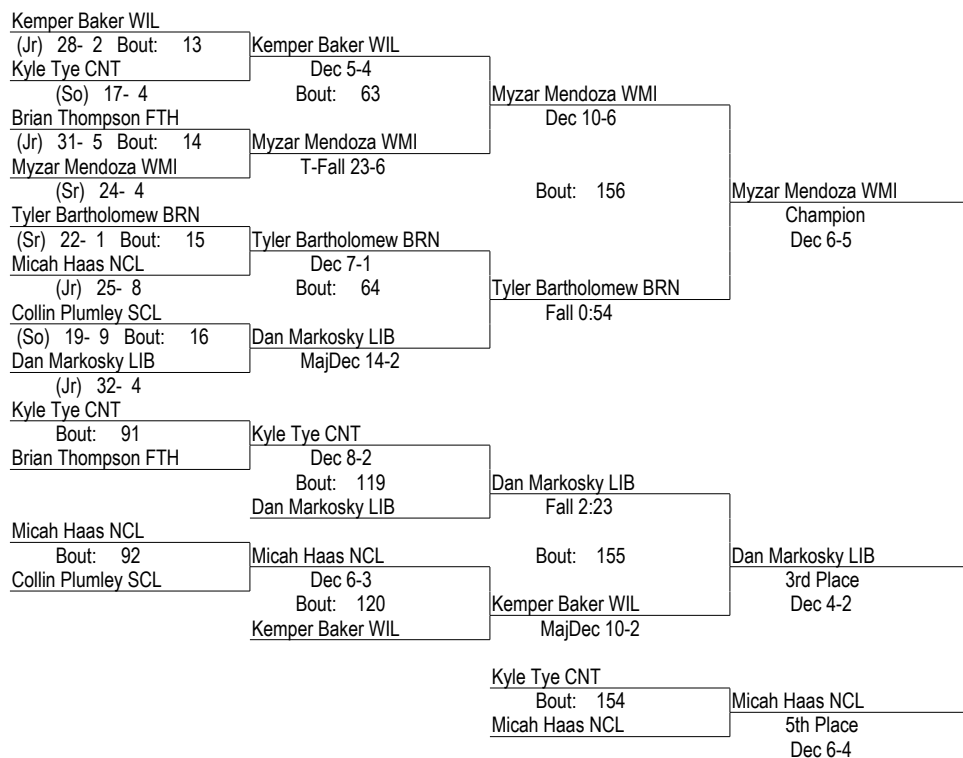 Kemper Baker WIL
(Jr) 28- 2 Bout: 13
Kyle Tye CNT
(So) 17- 4
Brian Thompson FTH
(Jr) 31- 5 Bout: 14
Myzar Mendoza WMI
(Sr) 24- 4
Tyler Bartholomew BRN
(Sr) 22- 1 Bout: 15
Micah Haas NCL
(Jr) 25- 8
Collin Plumley SCL
(So) 19- 9 Bout: 16
Dan Markosky LIB
(Jr) 32- 4
Kemper Baker WIL
Dec 5-4
Bout: 63
Myzar Mendoza WMI
T-Fall 23-6
Tyler Bartholomew BRN
Dec 7-1
Bout: 64
Dan Markosky LIB
MajDec 14-2
Myzar Mendoza WMI
Dec 10-6
Bout: 156
Tyler Bartholomew BRN
Fall 0:54
Myzar Mendoza WMI
Champion
Dec 6-5
Kyle Tye CNT
Bout: 91
Brian Thompson FTH
Micah Haas NCL
Bout: 92
Collin Plumley SCL
Kyle Tye CNT
Dec 8-2
Bout: 119
Dan Markosky LIB
Micah Haas NCL
Dec 6-3
Bout: 120
Kemper Baker WIL
Dan Markosky LIB
Fall 2:23
Bout: 155
Kemper Baker WIL
MajDec 10-2
Dan Markosky LIB
3rd Place
Dec 4-2
Kyle Tye CNT
Bout: 154
Micah Haas NCL
Micah Haas NCL
5th Place
Dec 6-4